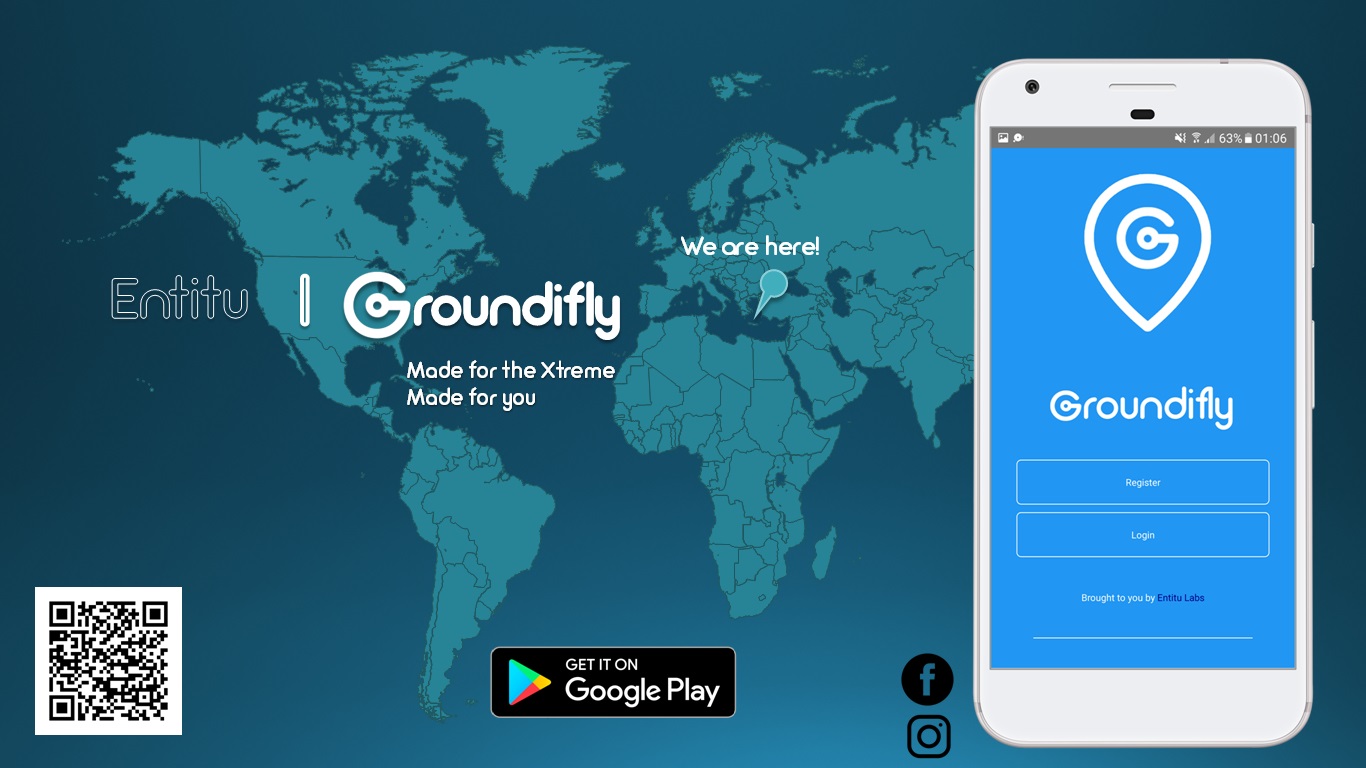 We are here!
Entitu | Groundifly
Made for the Xtreme
Made for you
GET IT ON
Google Play
63% 01:06
G
Groundifly
Register
Login
Brought to you by Entitu Labs